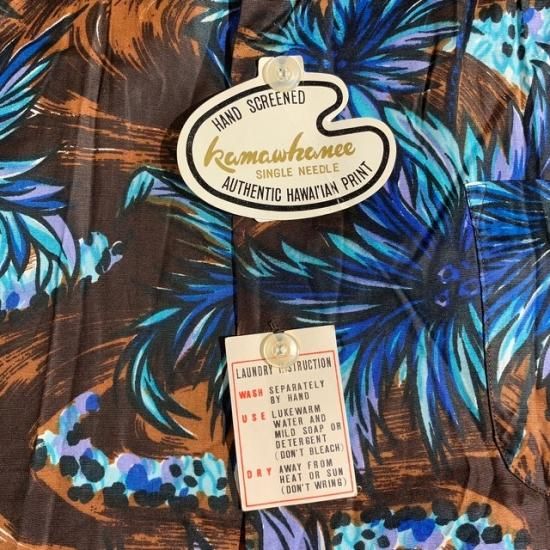 HAND SCREENED
kamawhanee
SINGLE NEEDLE
AUTHENTIC HAWAI'IAN PRINT
LAUNDRY INSTRUCTION
WASH SEPARATELY
BY HAND
USE LUKEWARM
WATER AND
MILD SOAP OR
DETERGENT
(DON'T BLEACH)
DRY AWAY FROM
HEAT OR SUN
(DON'T WRING)